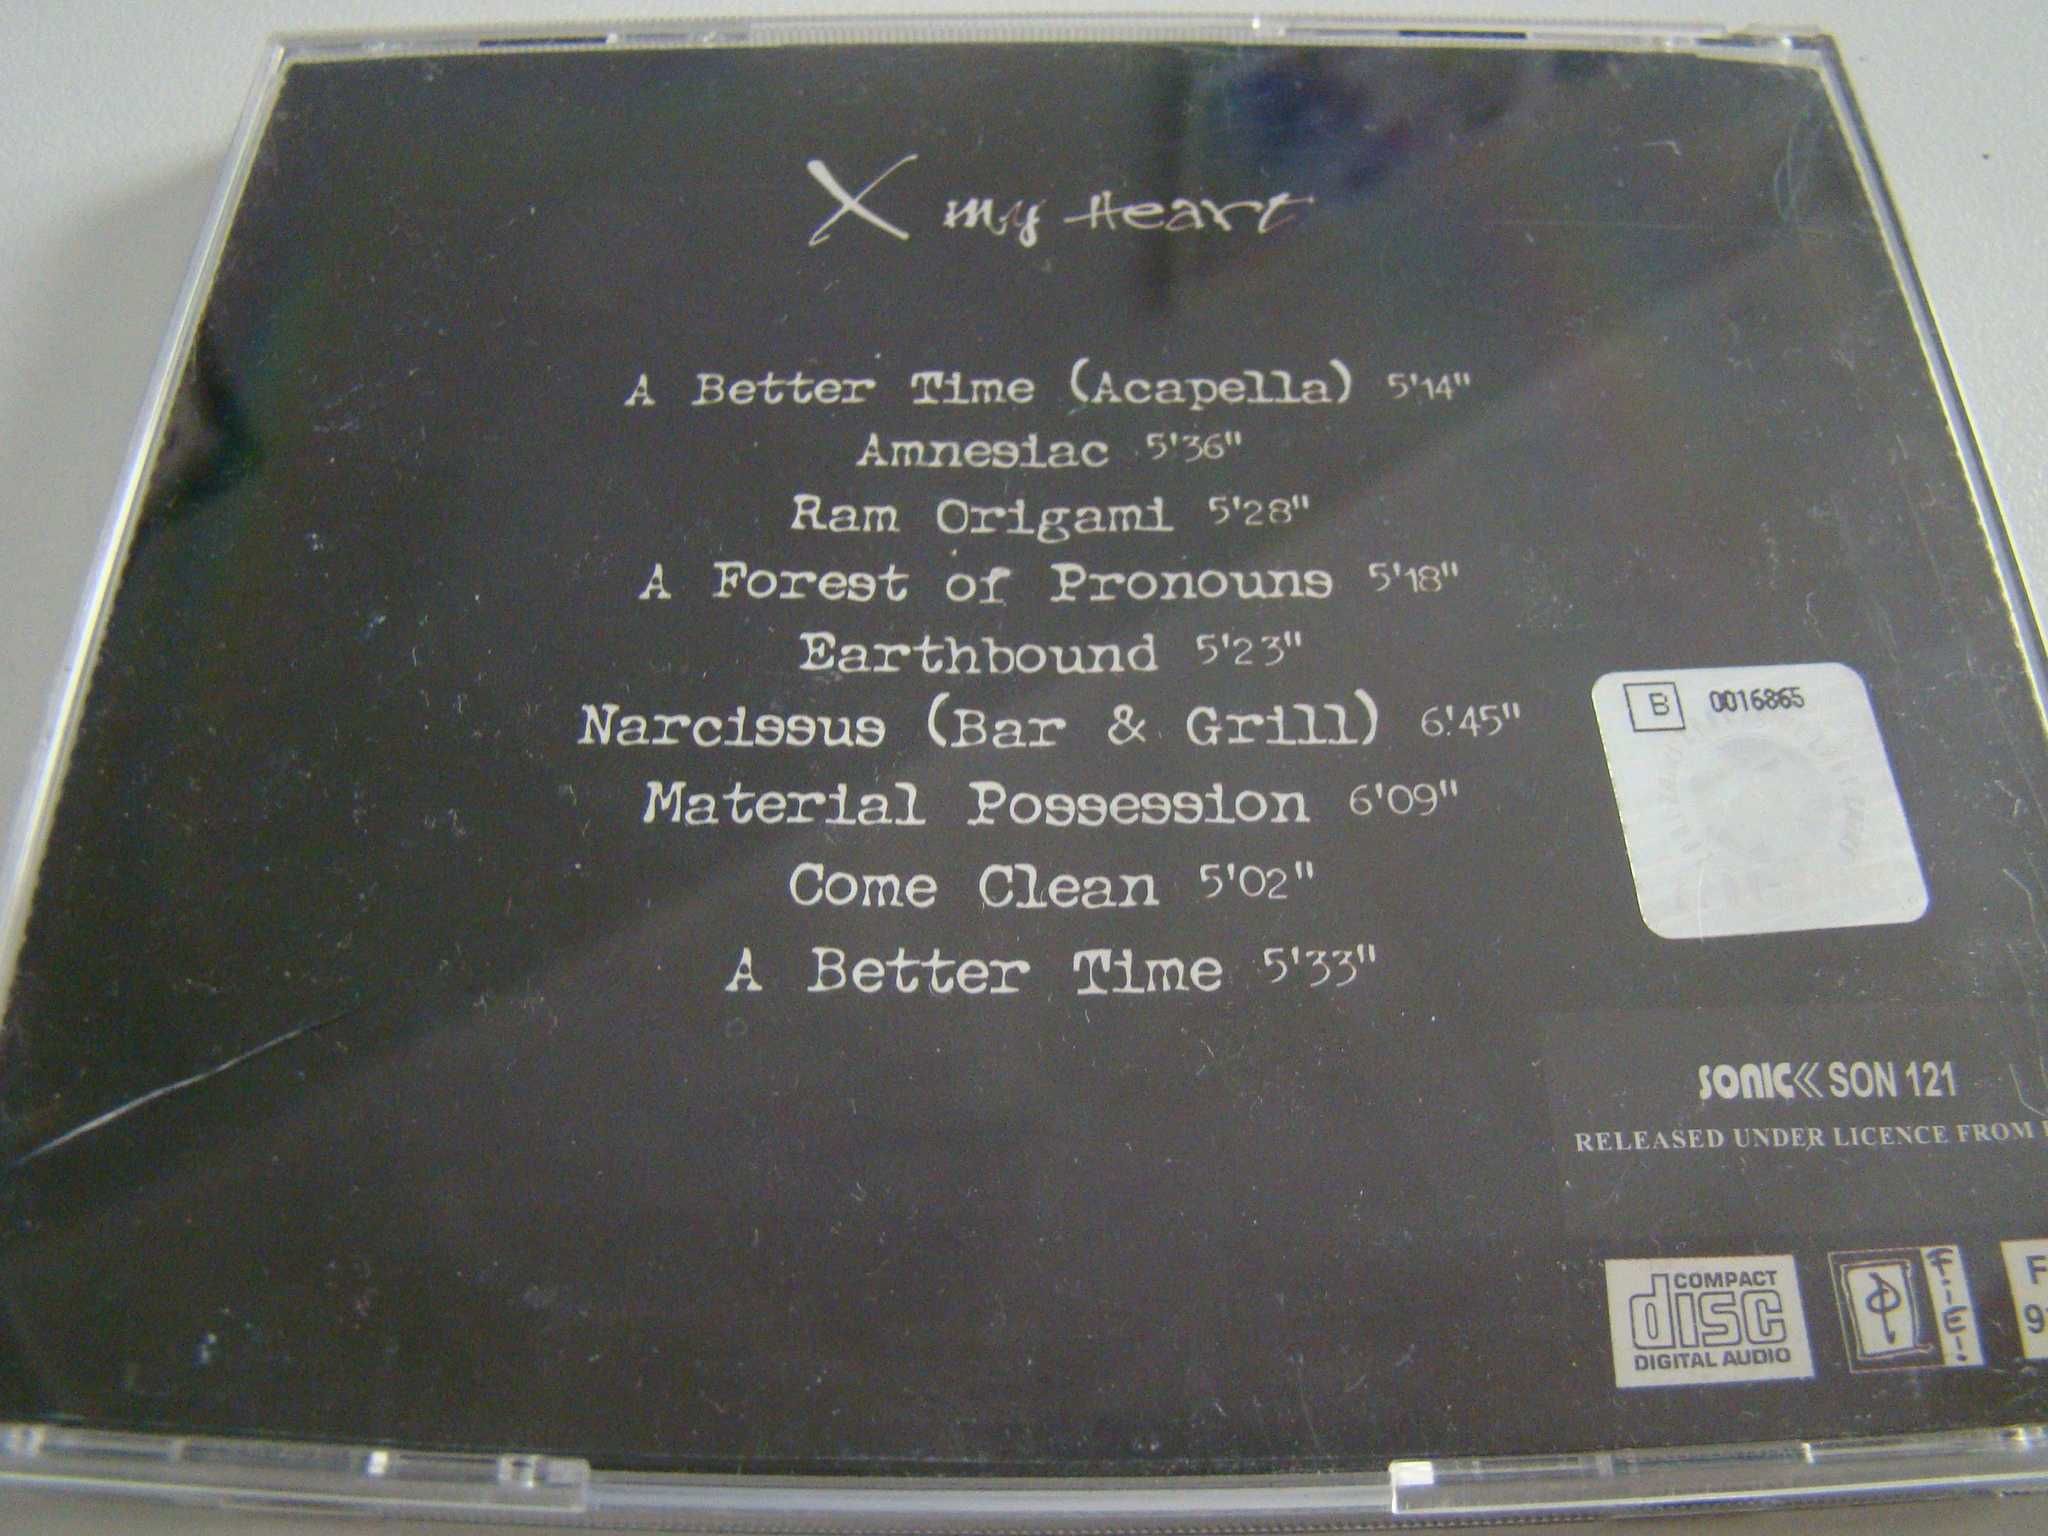 X my Heart
A Better Time (Acapella) 5'14"
Amnesiac 5'36"
Ram Origami 5'28"
A Forest of Pronouns 5'18"
Earthbound 5'23"
Narcissus (Bar & Grill) 6'45"
Material Possession 6'09"
Come Clean 5'02"
A Better Time 5'33"
B 0016865
SONIC SON 121
RELEASED UNDER LICENCE FROM
COMPACT
disc
DIGITAL AUDIO
F.I.E!